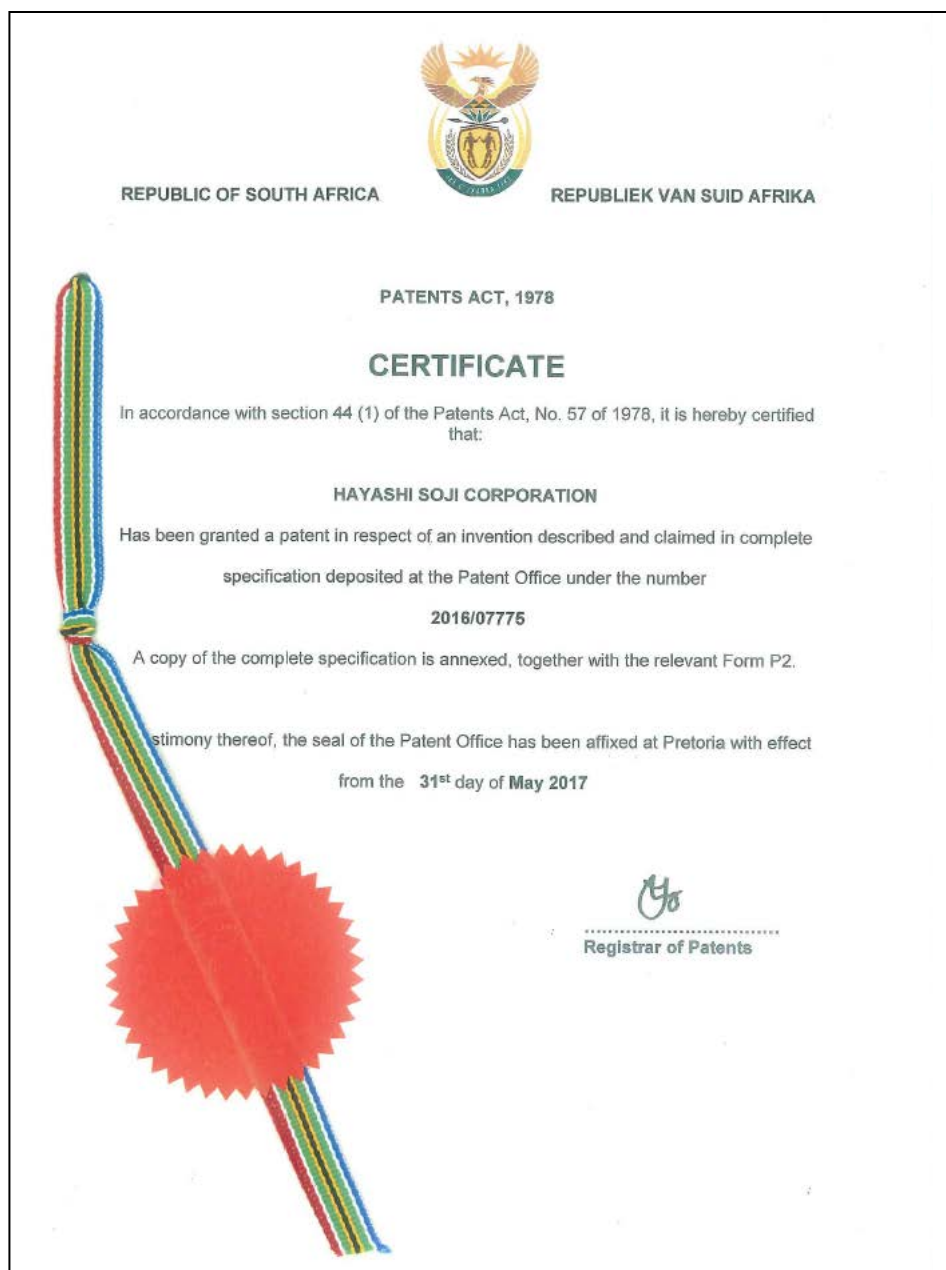 REPUBLIC OF SOUTH AFRICA
REPUBLIEK VAN SUID AFRIKA
PATENTS ACT, 1978
CERTIFICATE
In accordance with section 44 (1) of the Patents Act, No. 57 of 1978, it is hereby certified
that:
HAYASHI SOJI CORPORATION
Has been granted a patent in respect of an invention described and claimed in complete
specification deposited at the Patent Office under the number
2016/07775
A copy of the complete specification is annexed, together with the relevant Form P2.
stimony thereof, the seal of the Patent Office has been affixed at Pretoria with effect
from the 31st day of May 2017
Registrar of Patents